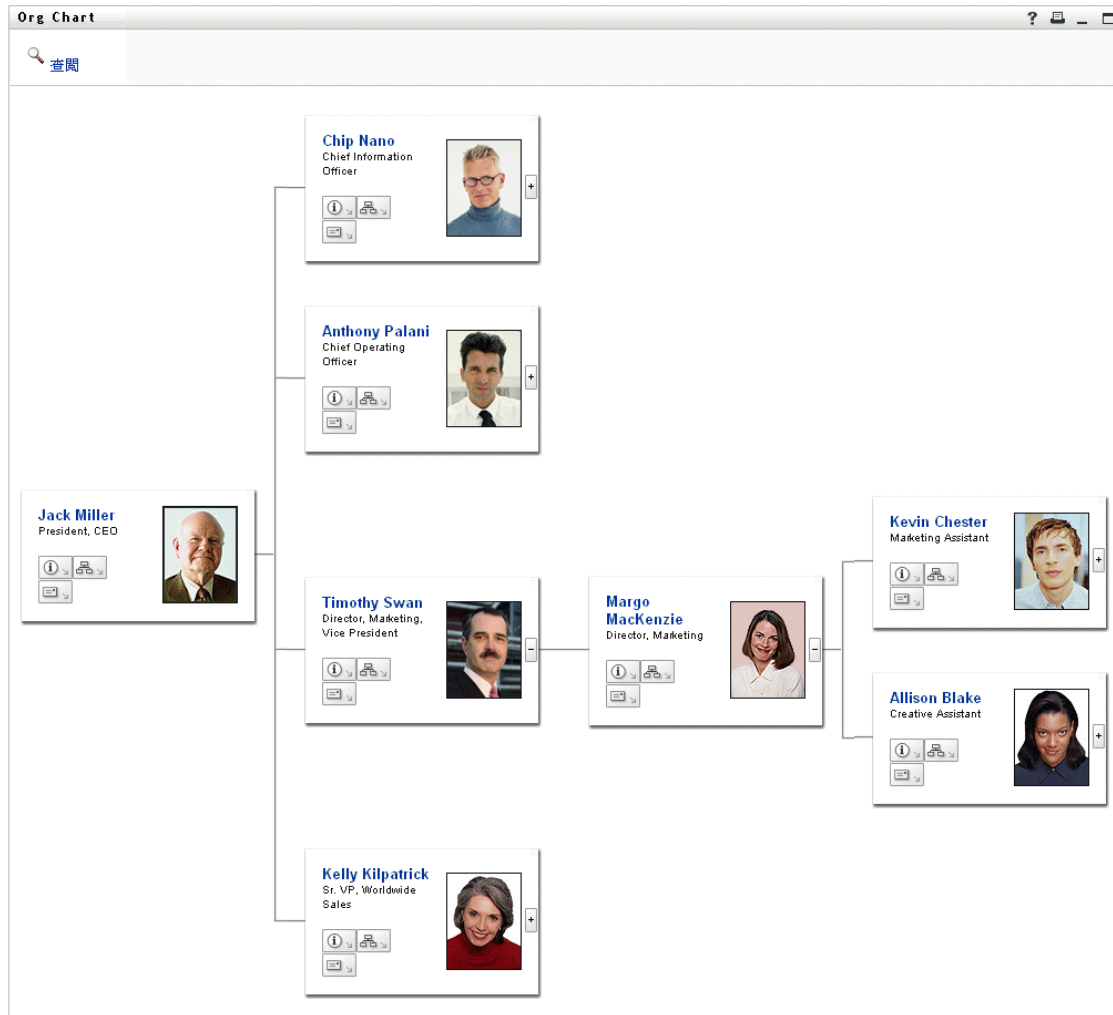 Org Chart
?
查閱
Chip Nano
Chief Information
Officer
Anthony Palani
Chief Operating
Officer
Jack Miller
President, CEO
Timothy Swan
Director, Marketing,
Vice President
Margo
MacKenzie
Director, Marketing
Kevin Chester
Marketing Assistant
Allison Blake
Creative Assistant
Kelly Kilpatrick
Sr. VP, Worldwide
Sales